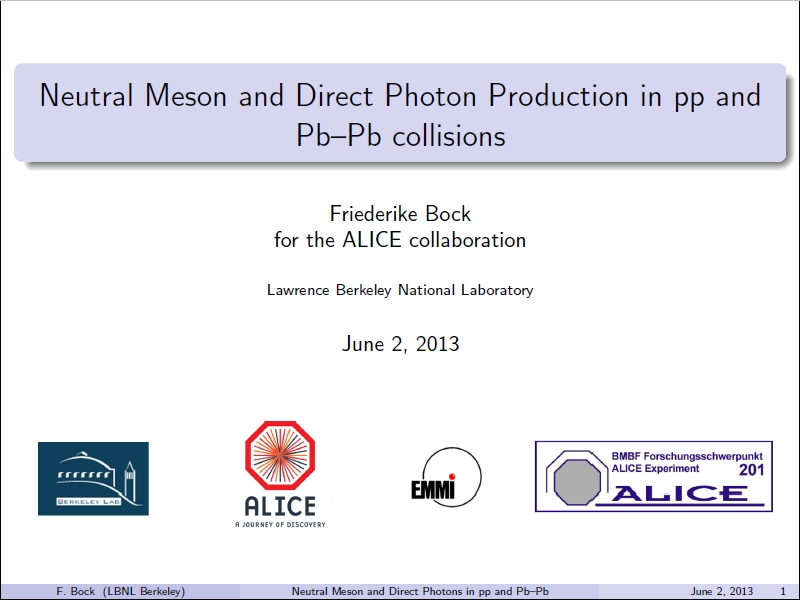 Neutral Meson and Direct Photon Production in pp and
Pb–Pb collisions
Friederike Bock
for the ALICE collaboration
Lawrence Berkeley National Laboratory
June 2, 2013
BERKELEY LAB
ALICE
A JOURNEY OF DISCOVERY
EMMI
BMBF Forschungsschwerpunkt
ALICE Experiment 201
ALICE
F. Bock (LBNL Berkeley) Neutral Meson and Direct Photons in pp and Pb–Pb June 2, 2013 1